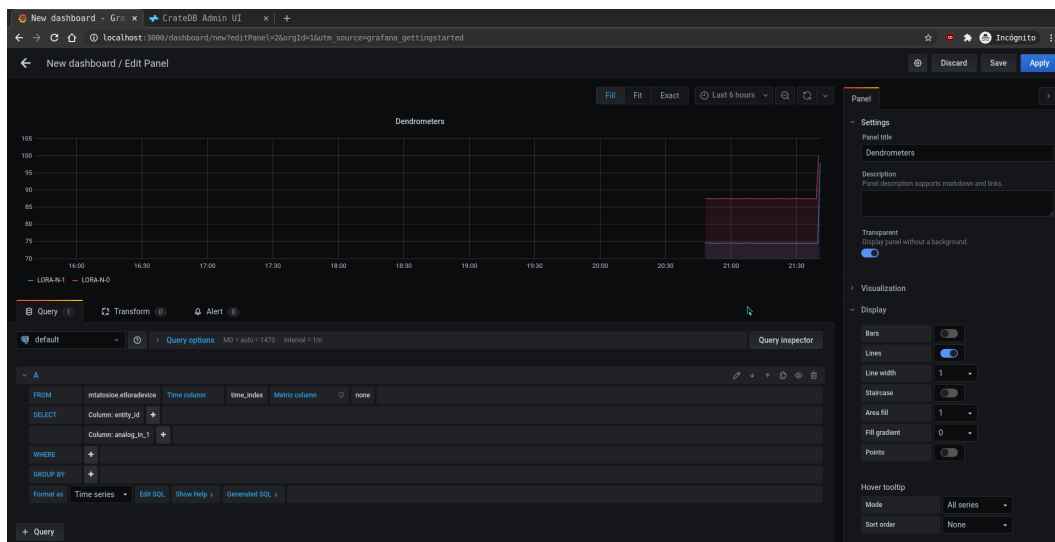 New dashboard - Gra × CrateDB Admin UI × +
localhost:3000/dashboard/new?editPanel=2&orgId=1&utm_source=grafana_gettingstarted Incógnito
New dashboard / Edit Panel Discard Save Apply
Fill Fit Exact Last 6 hours
Panel
Dendrometers
105
100
95
90
85
80
75
70
16:00 16:30 17:00 17:30 18:00 18:30 19:00 19:30 20:00 20:30 21:00 21:30
LORA-N-1 LORA-N-0
Query 1 Transform 0 Alert 0
default Query options MD = auto = 1470 Interval = 1m Query inspector
A
FROM mtatosioe.etloradevice Time column time_index Metric column none
SELECT Column: entity_id +
Column: analog_in_1 +
WHERE +
GROUP BY +
Format as Time series Edit SQL Show Help > Generated SQL >
+ Query
Settings
Panel title
Dendrometers
Description
Panel description supports markdown and links.
Transparent
Display panel without a background.
Visualization
Display
Bars
Lines
Line width 1
Staircase
Area fill 1
Fill gradient 0
Points
Hover tooltip
Mode All series
Sort order None